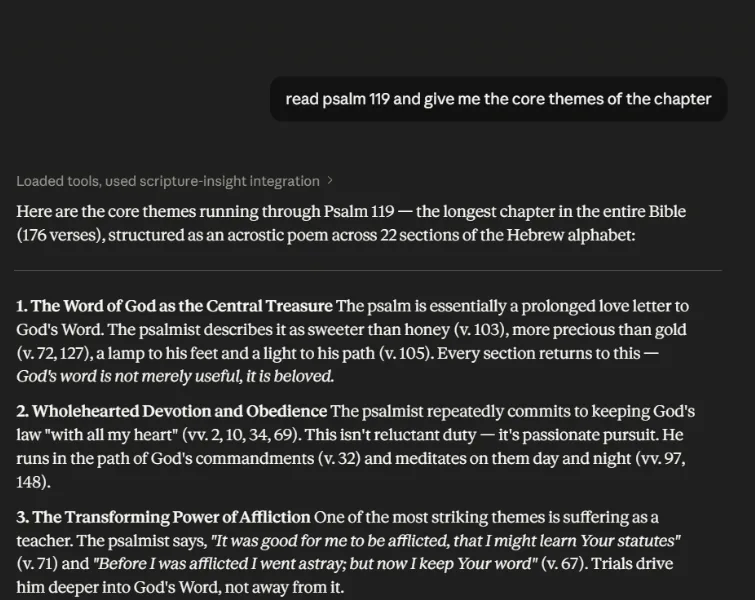 read psalm 119 and give me the core themes of the chapter
Loaded tools, used scripture-insight integration >
Here are the core themes running through Psalm 119 — the longest chapter in the entire Bible
(176 verses), structured as an acrostic poem across 22 sections of the Hebrew alphabet:
1. The Word of God as the Central Treasure The psalm is essentially a prolonged love letter to
God's Word. The psalmist describes it as sweeter than honey (v. 103), more precious than gold
(v. 72, 127), a lamp to his feet and a light to his path (v. 105). Every section returns to this —
God's word is not merely useful, it is beloved.
2. Wholehearted Devotion and Obedience The psalmist repeatedly commits to keeping God's
law "with all my heart" (vv. 2, 10, 34, 69). This isn't reluctant duty — it's passionate pursuit. He
runs in the path of God's commandments (v. 32) and meditates on them day and night (vv. 97,
148).
3. The Transforming Power of Affliction One of the most striking themes is suffering as a
teacher. The psalmist says, "It was good for me to be afflicted, that I might learn Your statutes"
(v. 71) and "Before I was afflicted I went astray; but now I keep Your word" (v. 67). Trials drive
him deeper into God's Word, not away from it.